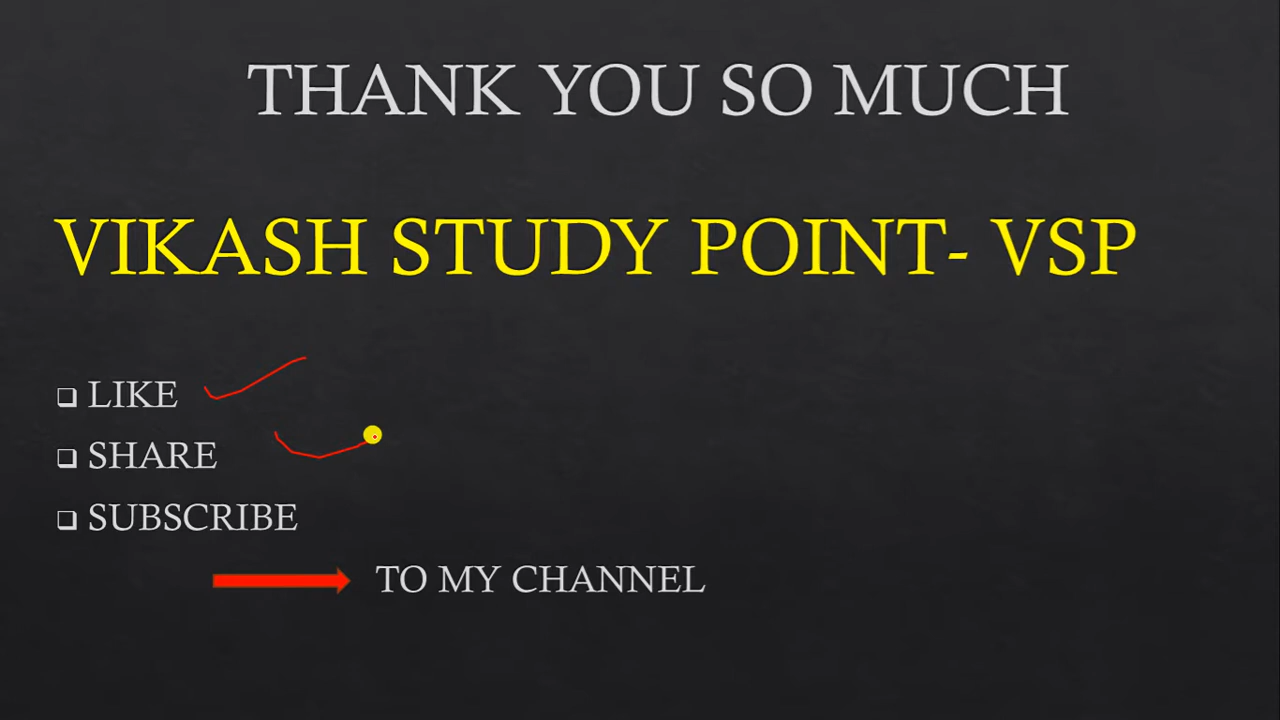 THANK YOU SO MUCH
VIKASH STUDY POINT- VSP
LIKE
SHARE
SUBSCRIBE
TO MY CHANNEL